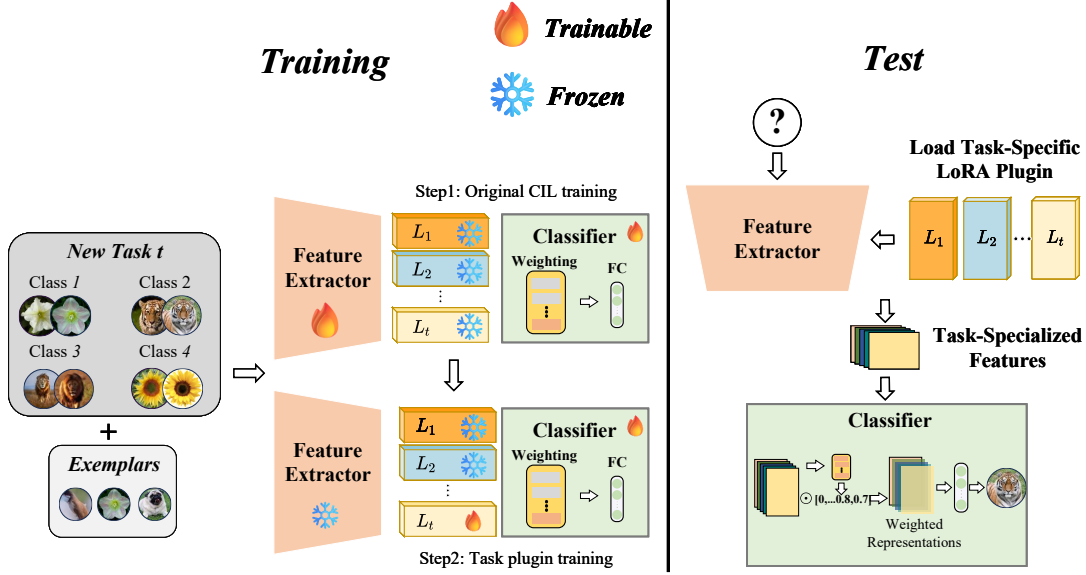 Training
Trainable
Frozen
New Task t
Class 1
Class 2
Class 3
Class 4
+
Exemplars
Step1: Original CIL training
Feature
Extractor
L1
L2
...
Lt
Classifier
Weighting
FC
Feature
Extractor
L1
L2
...
Lt
Classifier
Weighting
FC
Step2: Task plugin training
Test
?
Load Task-Specific
LoRA Plugin
Feature
Extractor
L1
L2
...
Lt
Task-Specialized
Features
Classifier
⊙ [0,...0.8,0.7]
Weighted
Representations